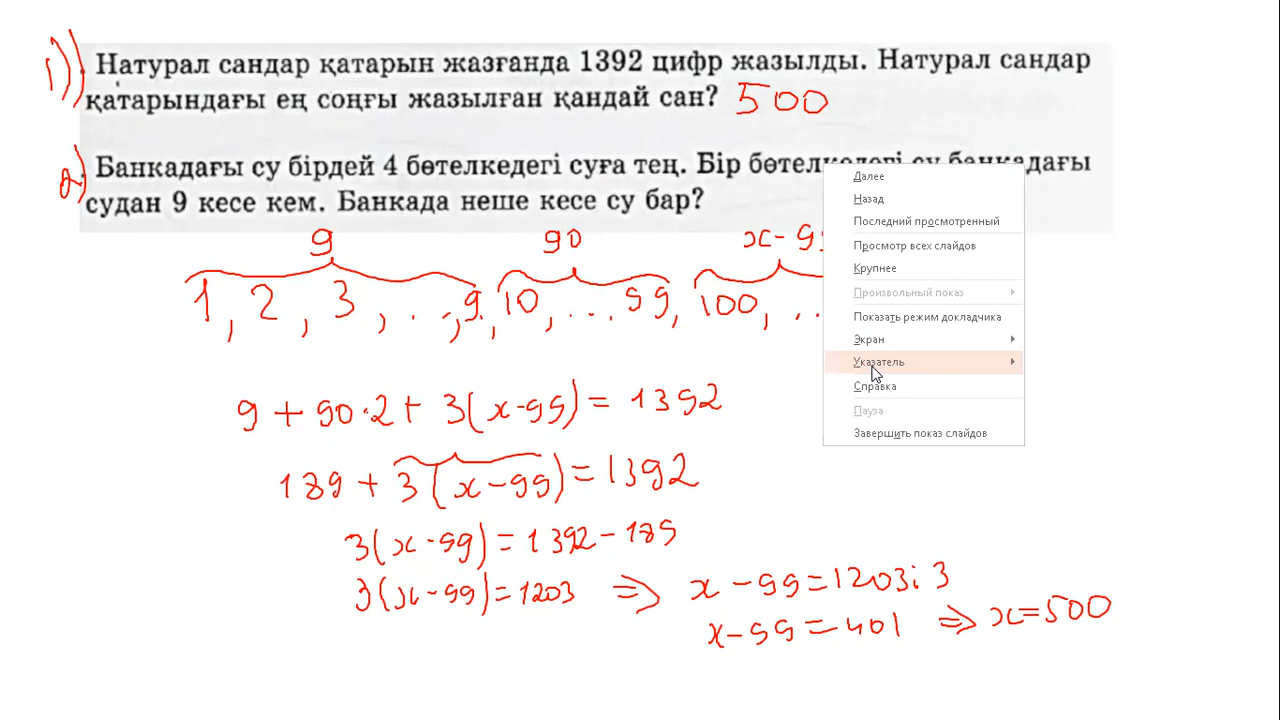 1) Натурал сандар қатарын жазғанда 1392 цифр жазылды. Натурал сандар
қатарындағы ең соңғы жазылған қандай сан? 500
2) Банкадағы су бірдей 4 бөтелкедегі суға тең. Бір бөтелкедегі су банкадағы
судан 9 кесе кем. Банкада неше кесе су бар?
9 90 x-99
1, 2, 3, ..., 9, 10, ... 99, 100, ..
9 + 90·2 + 3(x-99) = 1392
189 + 3(x-99) = 1392
3(x-99) = 1392 - 189
3(x-99) = 1203 ⇒ x - 99 = 1203 : 3
x - 99 = 401 ⇒ x = 500
Далее
Назад
Последний просмотренный
Просмотр всех слайдов
Крупнее
Произвольный показ
Показать режим докладчика
Экран
Указатель
Справка
Пауза
Завершить показ слайдов